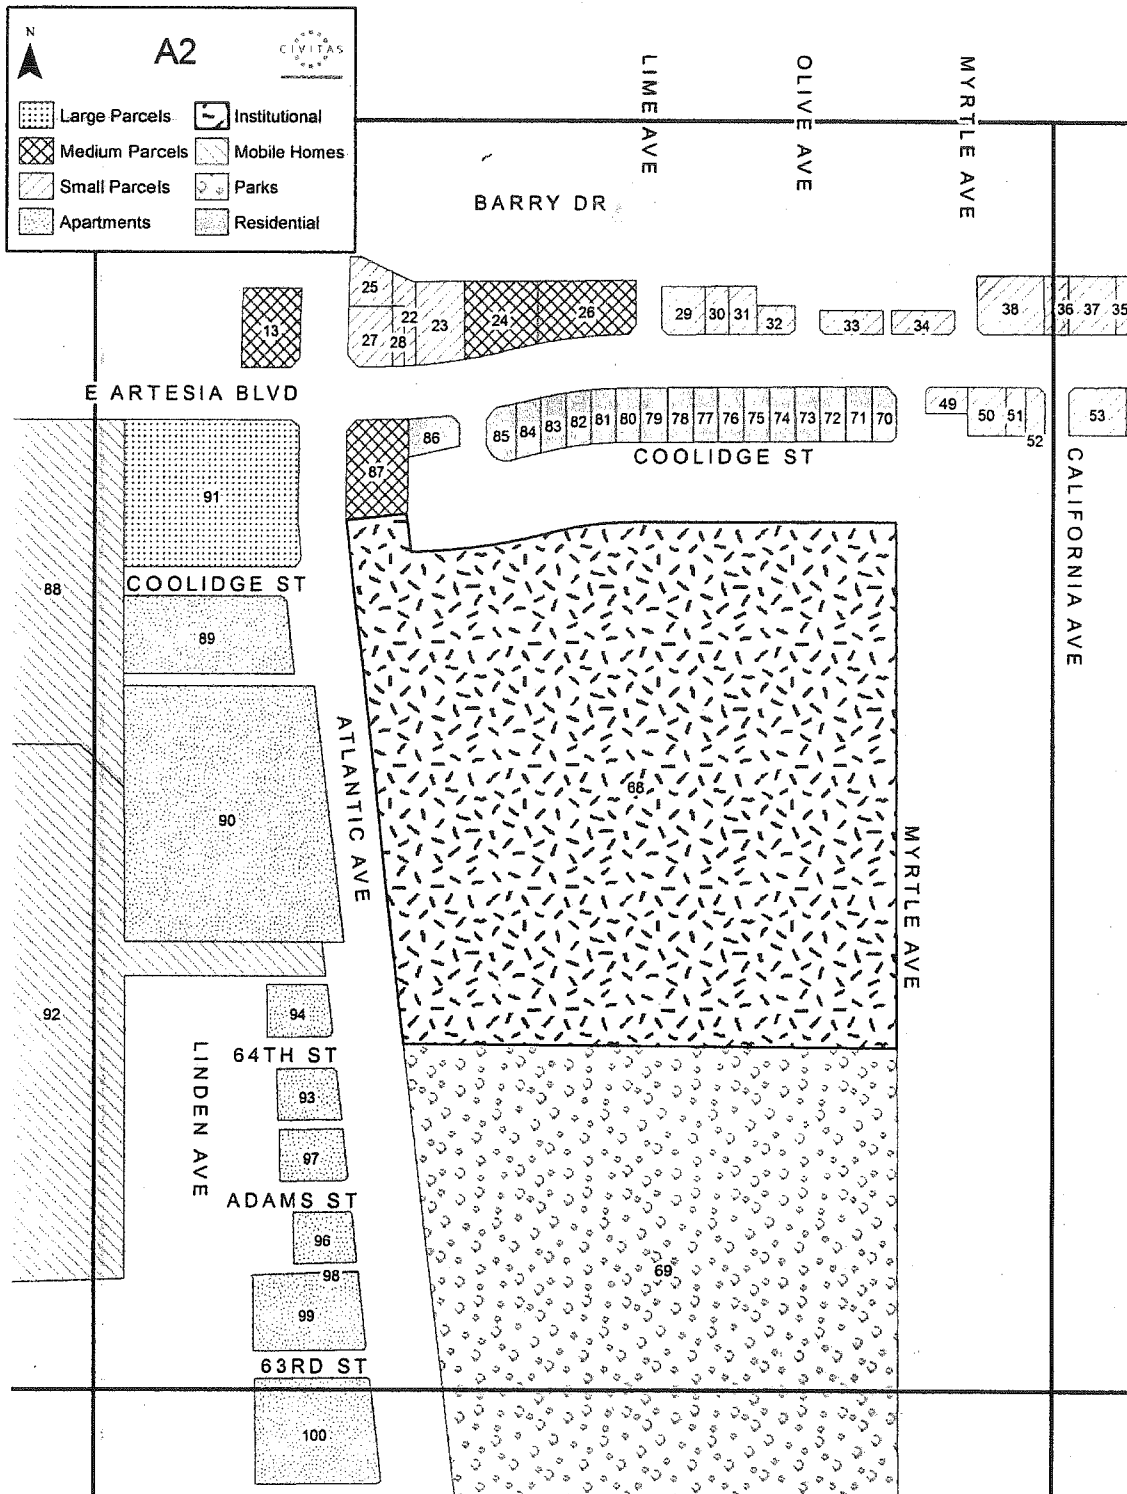 N
A2
CIVITAS
Large Parcels
Institutional
Medium Parcels
Mobile Homes
Small Parcels
Parks
Apartments
Residential
LIME AVE
OLIVE AVE
MYRTLE AVE
BARRY DR
25
13
22
23
24
26
27
28
29
30
31
32
33
34
38
36
37
35
E ARTESIA BLVD
86
85
84
83
82
81
80
79
78
77
76
75
74
73
72
71
70
49
50
51
52
53
COOLIDGE ST
87
91
CALIFORNIA AVE
88
COOLIDGE ST
89
ATLANTIC AVE
68
90
MYRTLE AVE
92
94
LINDEN AVE
64TH ST
93
97
ADAMS ST
96
98
69
99
63RD ST
100